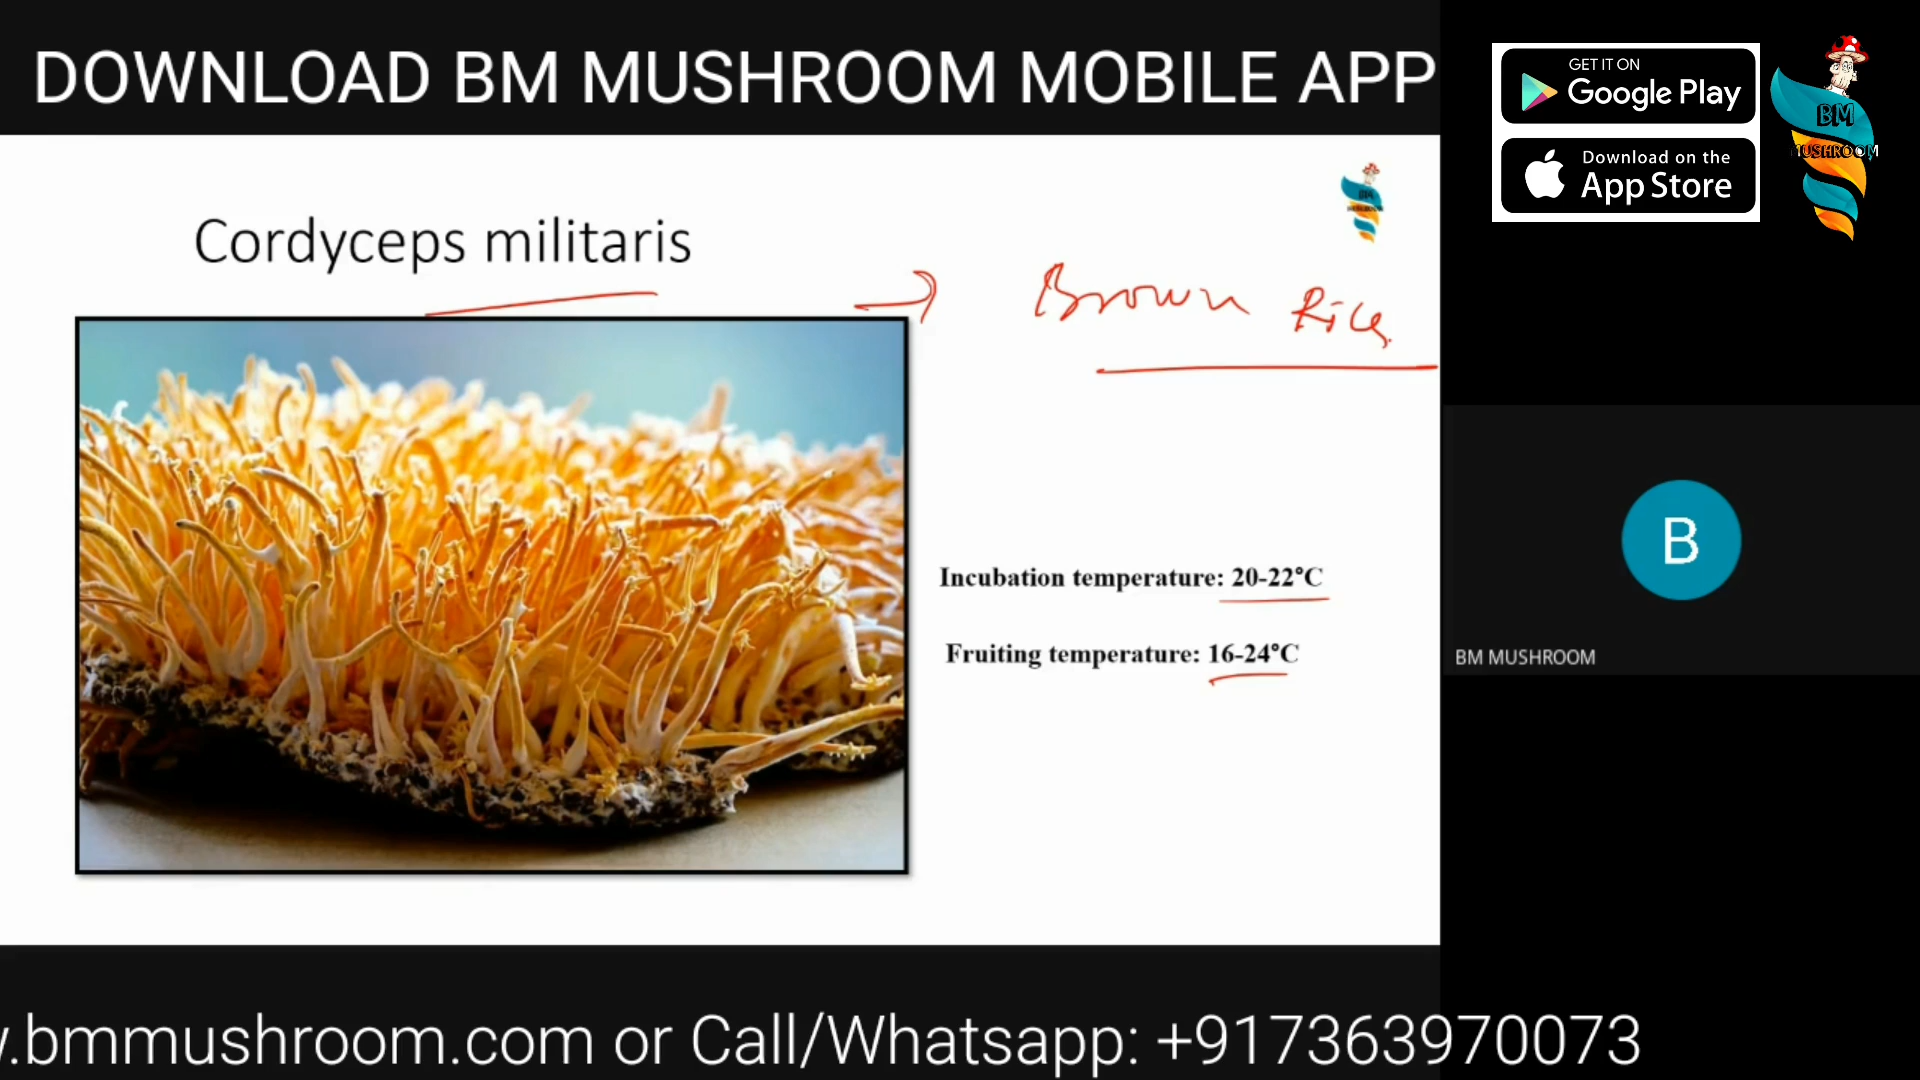 DOWNLOAD BM MUSHROOM MOBILE APP
GET IT ON
Google Play
Download on the
App Store
BM
MUSHROOM
Cordyceps militaris
Brown Rice
Incubation temperature: 20-22°C
Fruiting temperature: 16-24°C
B
BM MUSHROOM
.bmmushroom.com or Call/Whatsapp: +917363970073